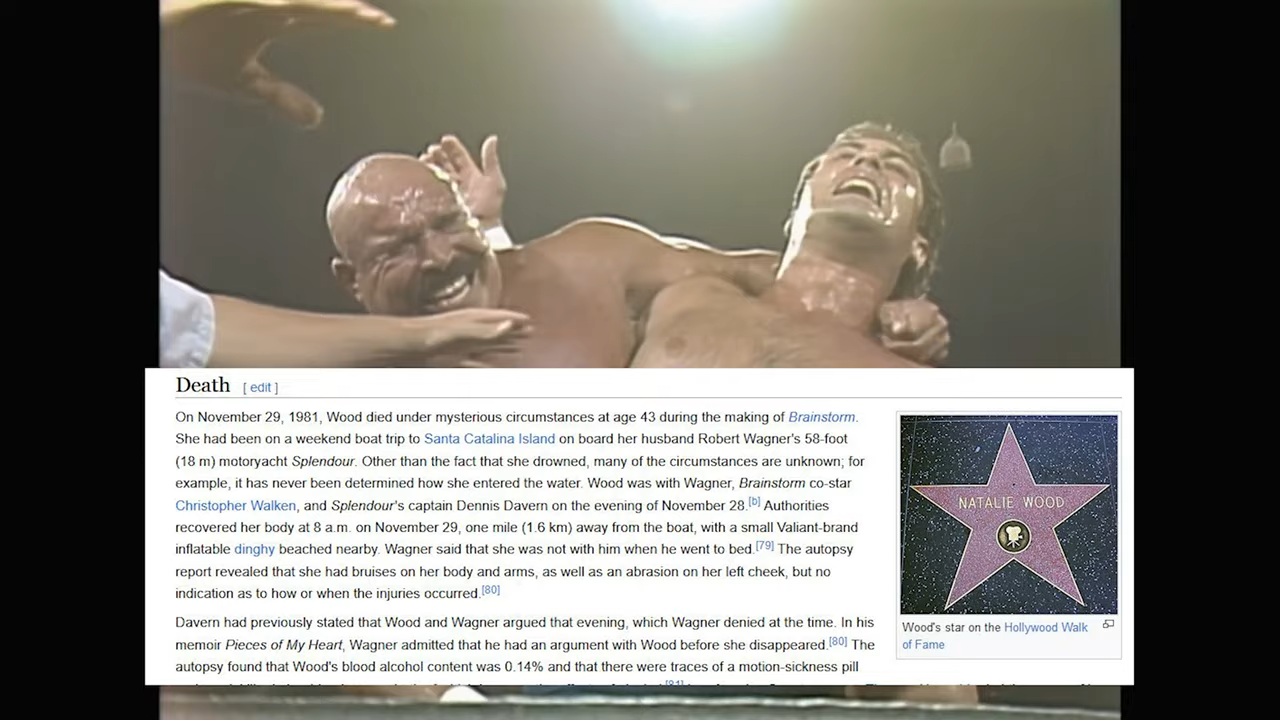 Death [ edit ]
On November 29, 1981, Wood died under mysterious circumstances at age 43 during the making of Brainstorm.
She had been on a weekend boat trip to Santa Catalina Island on board her husband Robert Wagner's 58-foot
(18 m) motoryacht Splendour. Other than the fact that she drowned, many of the circumstances are unknown; for
example, it has never been determined how she entered the water. Wood was with Wagner, Brainstorm co-star
Christopher Walken, and Splendour's captain Dennis Davern on the evening of November 28.[b] Authorities
recovered her body at 8 a.m. on November 29, one mile (1.6 km) away from the boat, with a small Valiant-brand
inflatable dinghy beached nearby. Wagner said that she was not with him when he went to bed.[79] The autopsy
report revealed that she had bruises on her body and arms, as well as an abrasion on her left cheek, but no
indication as to how or when the injuries occurred.[80]
Davern had previously stated that Wood and Wagner argued that evening, which Wagner denied at the time. In his
memoir Pieces of My Heart, Wagner admitted that he had an argument with Wood before she disappeared.[80] The
autopsy found that Wood's blood alcohol content was 0.14% and that there were traces of a motion-sickness pill
NATALIE WOOD
Wood's star on the Hollywood Walk
of Fame